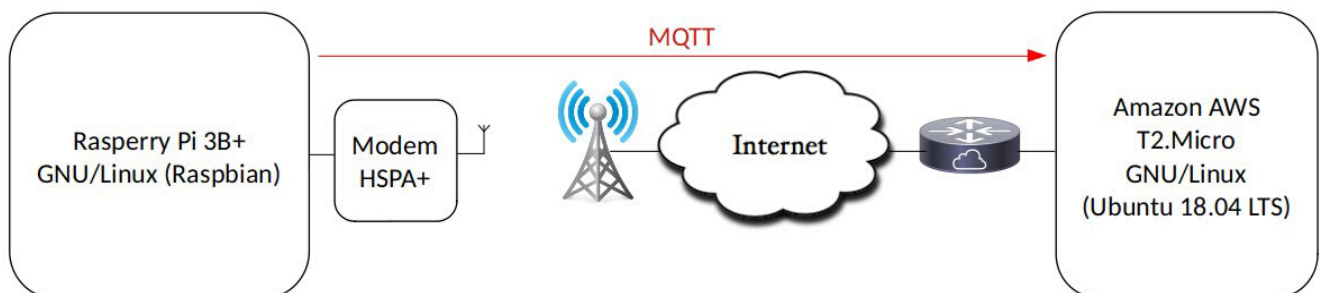 MQTT
Rasperry Pi 3B+
GNU/Linux (Raspbian)
Modem
HSPA+
Internet
Amazon AWS
T2.Micro
GNU/Linux
(Ubuntu 18.04 LTS)